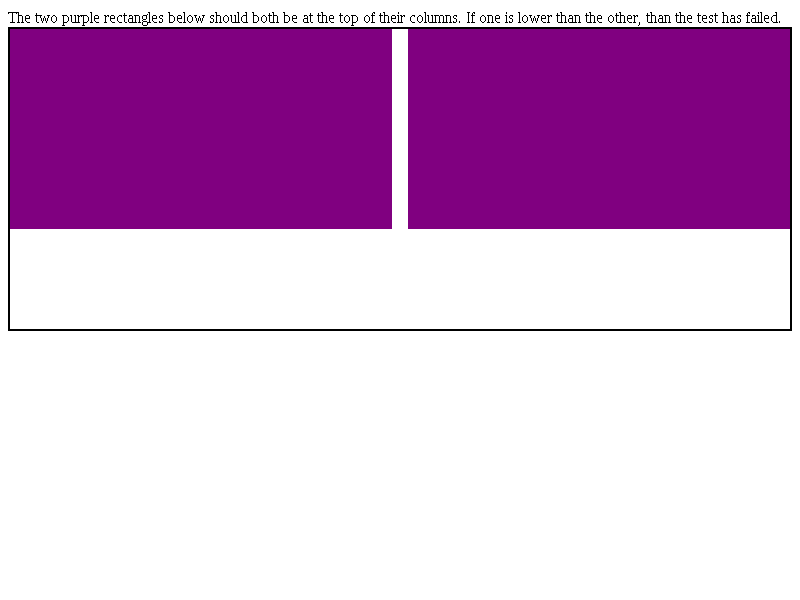 The two purple rectangles below should both be at the top of their columns. If one is lower than the other, than the test has failed.